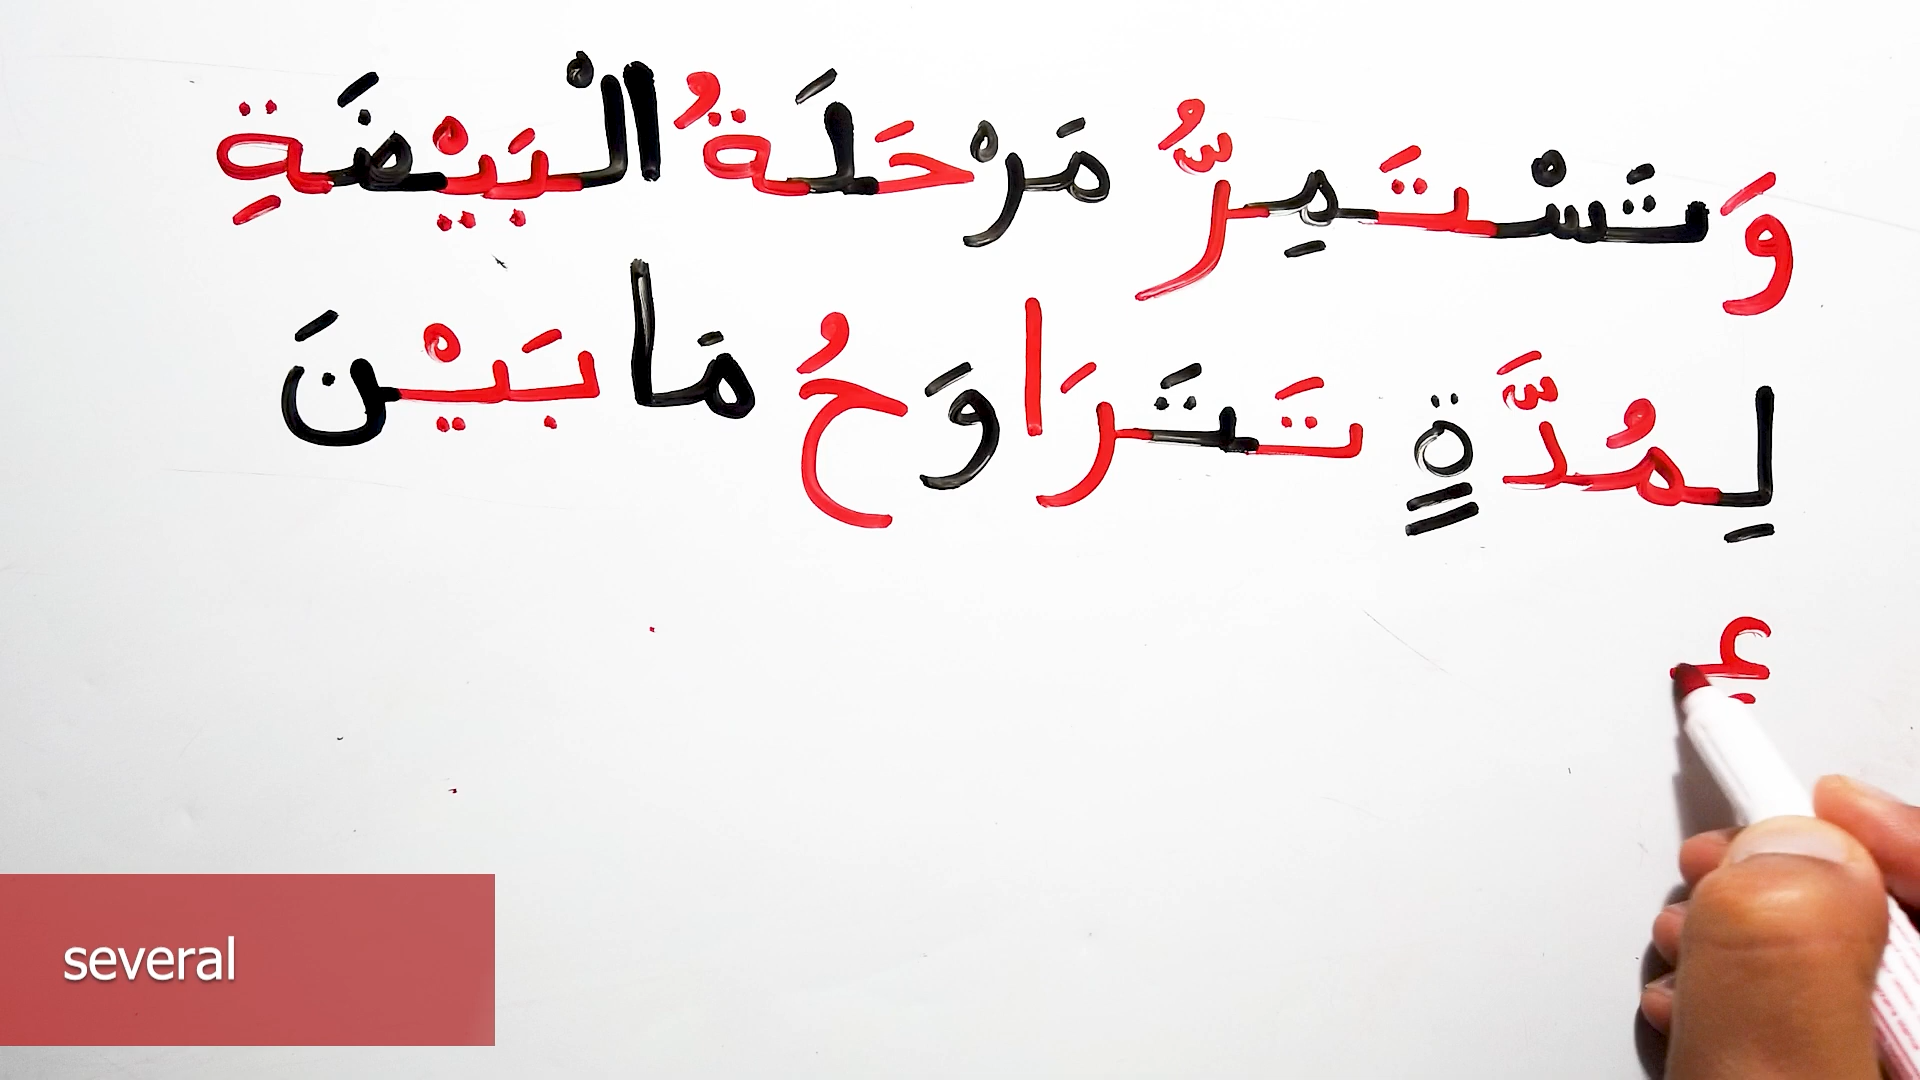 وَتَسْتَمِرُّ مَرْحَلَةُ الْبَيْضَةِ
لِمُدَّةٍ تَتَرَاوَحُ مَا بَيْنَ
عِ
several